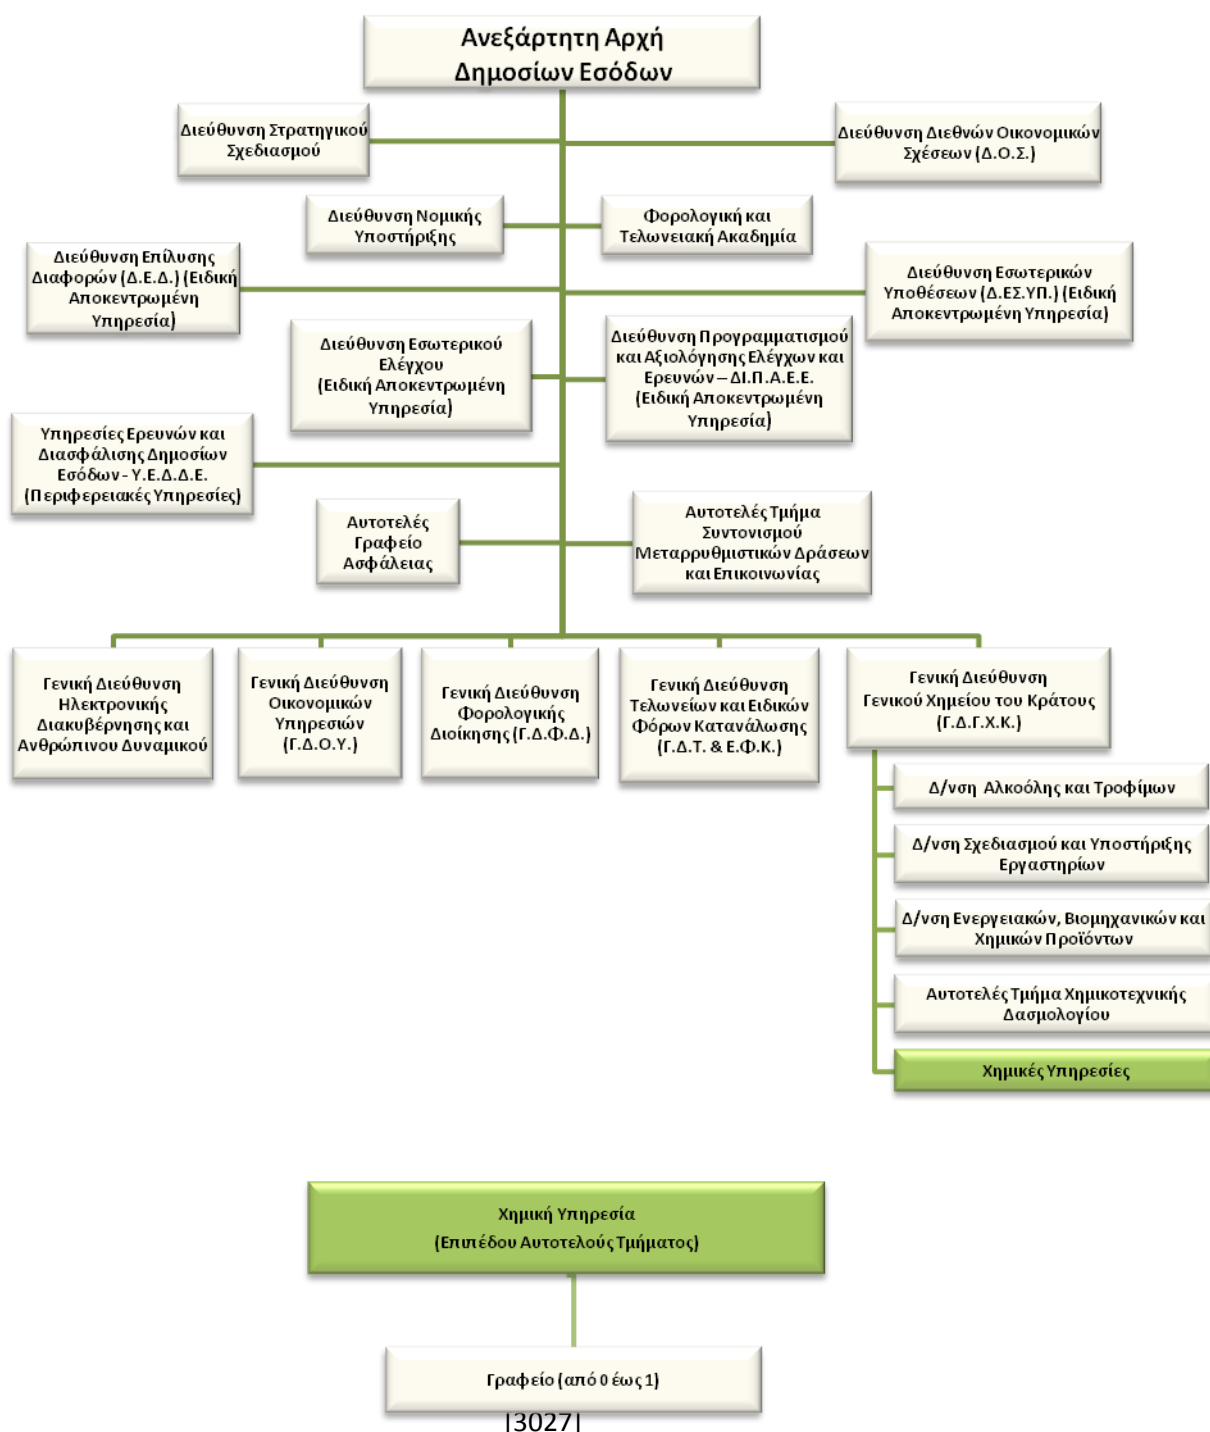 Ανεξάρτητη Αρχή
Δημοσίων Εσόδων
Διεύθυνση Στρατηγικού
Σχεδιασμού
Διεύθυνση Διεθνών Οικονομικών
Σχέσεων (Δ.Ο.Σ.)
Διεύθυνση Νομικής
Υποστήριξης
Φορολογική και
Τελωνειακή Ακαδημία
Διεύθυνση Επίλυσης
Διαφορών (Δ.Ε.Δ.) (Ειδική
Αποκεντρωμένη
Υπηρεσία)
Διεύθυνση Εσωτερικών
Υποθέσεων (Δ.ΕΣ.ΥΠ.) (Ειδική
Αποκεντρωμένη Υπηρεσία)
Διεύθυνση Εσωτερικού
Ελέγχου
(Ειδική Αποκεντρωμένη
Υπηρεσία)
Διεύθυνση Προγραμματισμού
και Αξιολόγησης Ελέγχων και
Ερευνών – ΔΙ.Π.Α.Ε.Ε.
(Ειδική Αποκεντρωμένη
Υπηρεσία)
Υπηρεσίες Ερευνών και
Διασφάλισης Δημοσίων
Εσόδων - Υ.Ε.Δ.Δ.Ε.
(Περιφερειακές Υπηρεσίες)
Αυτοτελές
Γραφείο
Ασφάλειας
Αυτοτελές Τμήμα
Συντονισμού
Μεταρρυθμιστικών Δράσεων
και Επικοινωνίας
Γενική Διεύθυνση
Ηλεκτρονικής
Διακυβέρνησης και
Ανθρώπινου Δυναμικού
Γενική Διεύθυνση
Οικονομικών
Υπηρεσιών
(Γ.Δ.Ο.Υ.)
Γενική Διεύθυνση
Φορολογικής
Διοίκησης (Γ.Δ.Φ.Δ.)
Γενική Διεύθυνση
Τελωνείων και Ειδικών
Φόρων Κατανάλωσης
(Γ.Δ.Τ. & Ε.Φ.Κ.)
Γενική Διεύθυνση
Γενικού Χημείου του Κράτους
(Γ.Δ.Γ.Χ.Κ.)
Δ/νση Αλκοόλης και Τροφίμων
Δ/νση Σχεδιασμού και Υποστήριξης
Εργαστηρίων
Δ/νση Ενεργειακών, Βιομηχανικών και
Χημικών Προϊόντων
Αυτοτελές Τμήμα Χημικοτεχνικής
Δασμολογίου
Χημικές Υπηρεσίες
Χημική Υπηρεσία
(Επιπέδου Αυτοτελούς Τμήματος)
Γραφείο (από 0 έως 1)
[3027]